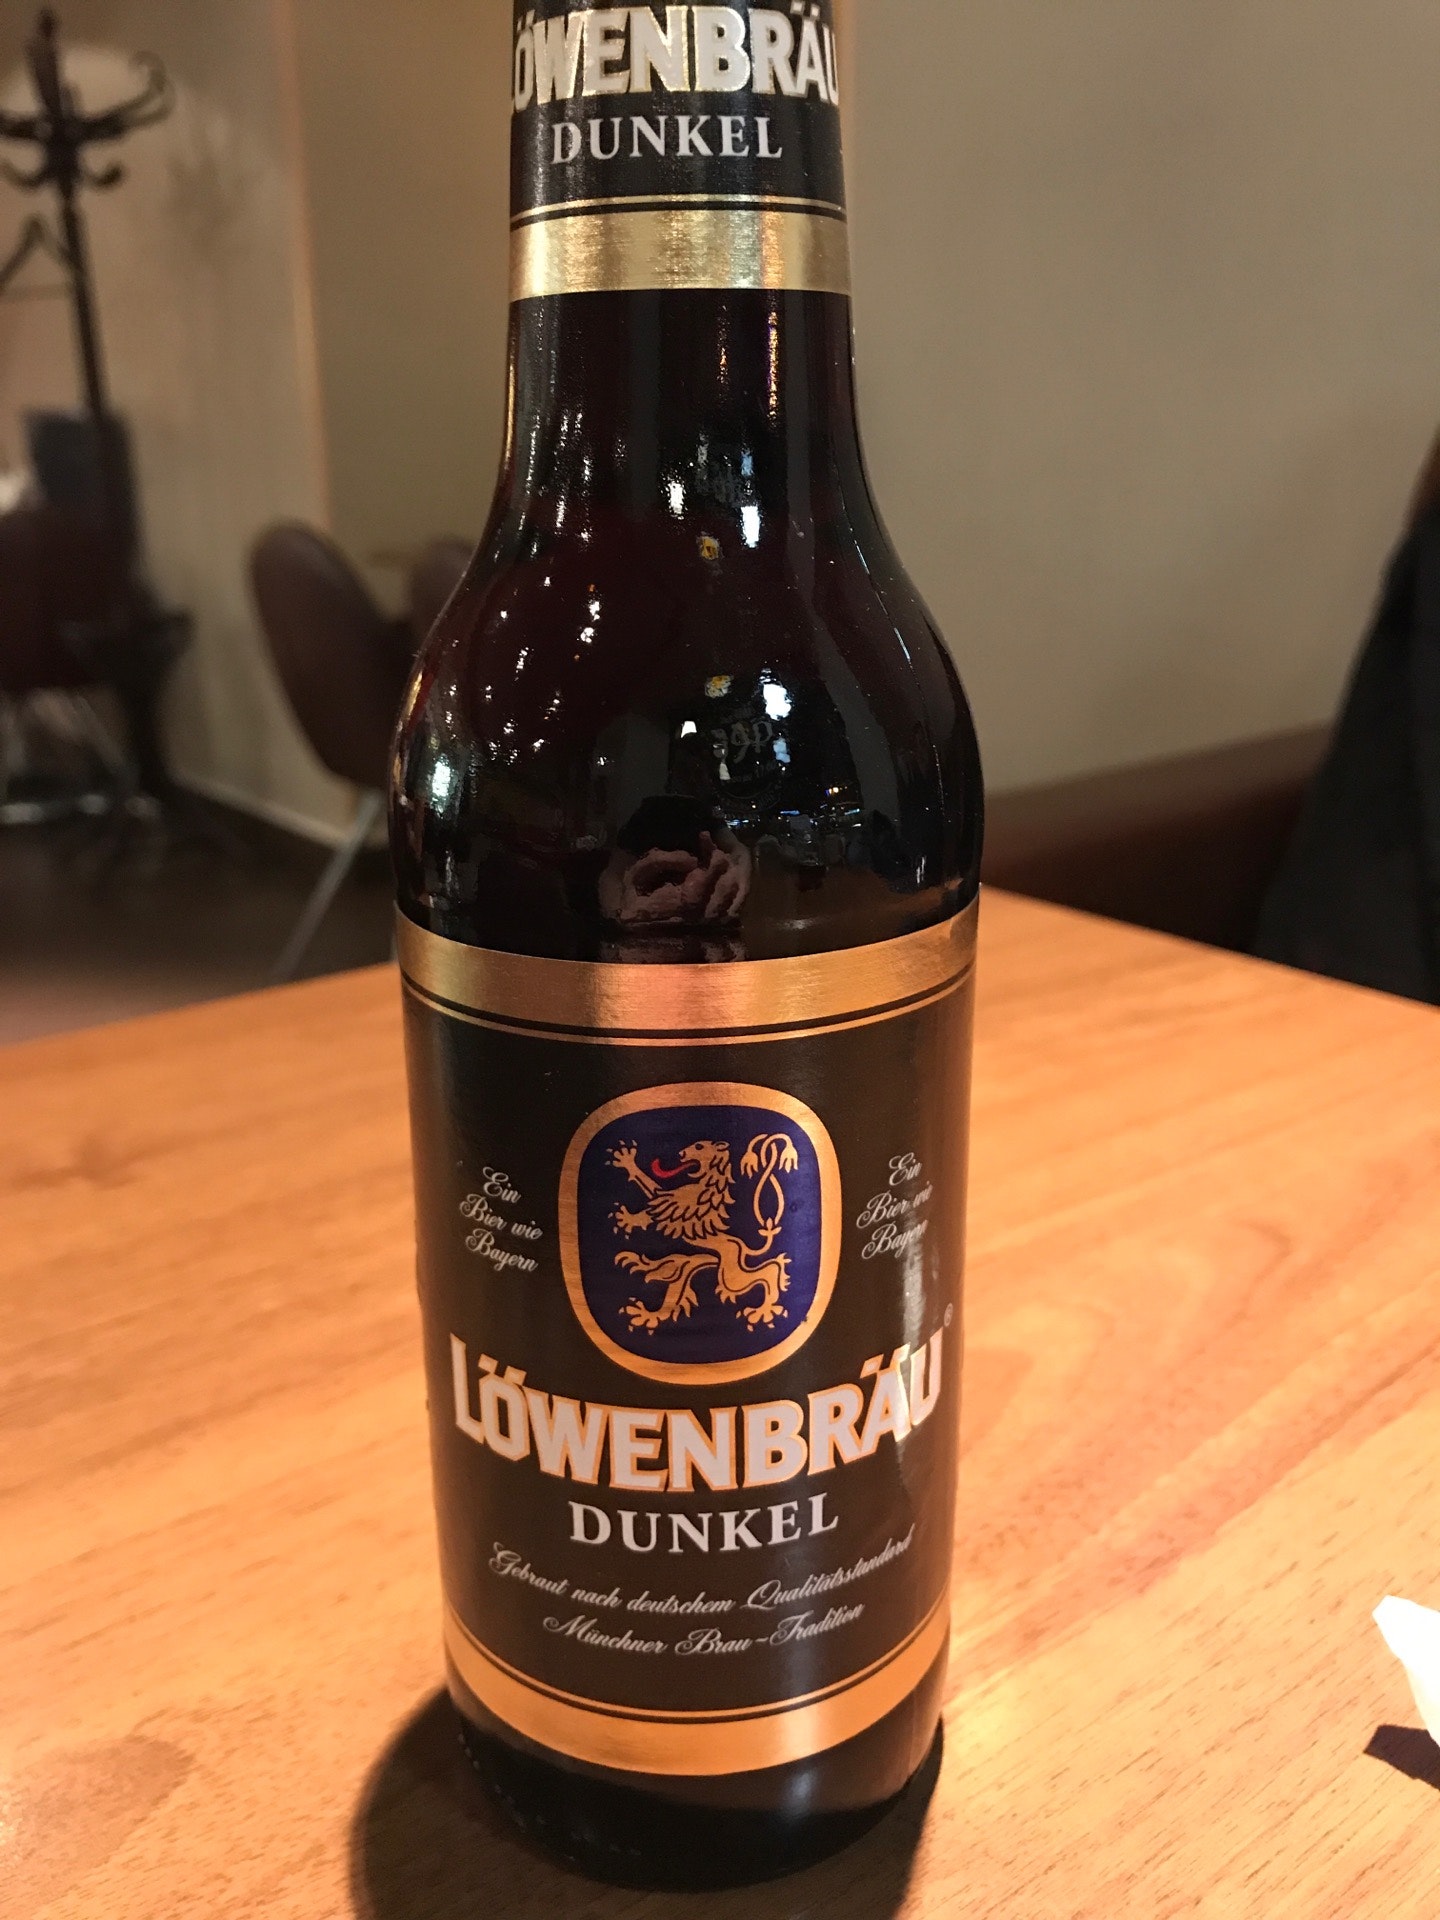 LÖWENBRÄU
DUNKEL
Ein
Bier wie
Bayern
Ein
Bier wie
Bayern
LÖWENBRÄU®
DUNKEL
Gebraut nach deutschem Qualitätsstandard
Münchner Brau-Tradition